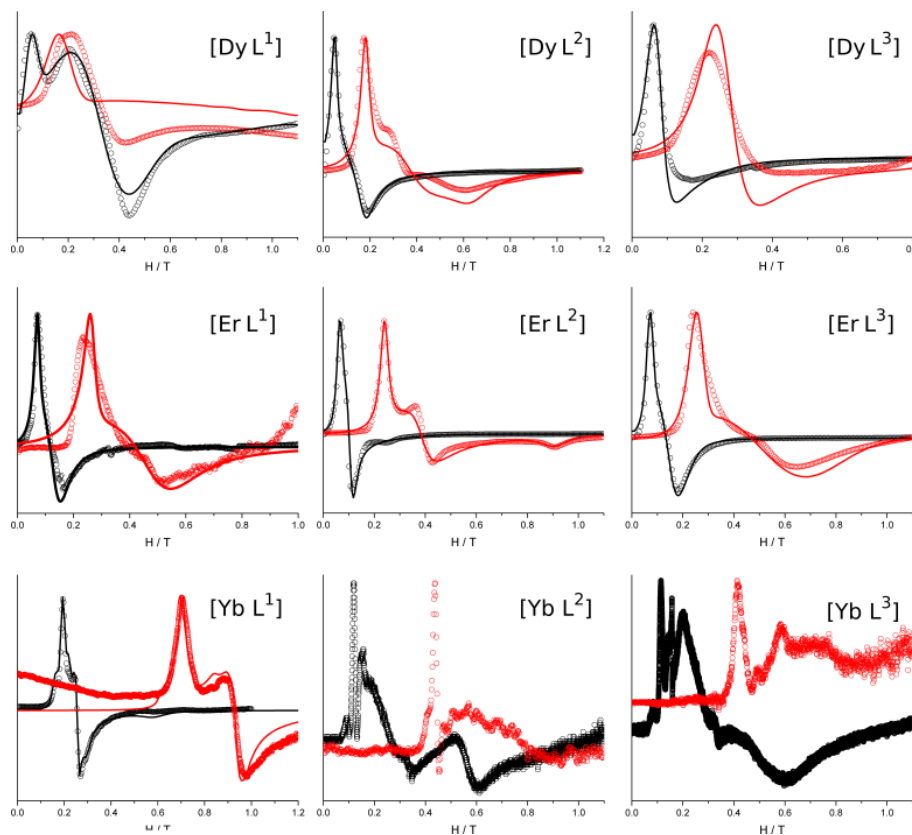 [Dy L¹]
[Dy L²]
[Dy L³]
0.0 0.2 0.4 0.6 0.8 1.0
0.0 0.2 0.4 0.6 0.8 1.0 1.2
0.0 0.2 0.4 0.6 0.8
H / T
H / T
H / T
[Er L¹]
[Er L²]
[Er L³]
0.0 0.2 0.4 0.6 0.8 1.0
0.0 0.2 0.4 0.6 0.8 1.0
0.0 0.2 0.4 0.6 0.8 1.0
H / T
H / T
H / T
[Yb L¹]
[Yb L²]
[Yb L³]
0.0 0.2 0.4 0.6 0.8 1.0 1.2
0.0 0.2 0.4 0.6 0.8 1.0
0.0 0.2 0.4 0.6 0.8 1.0
H / T
H / T
H / T